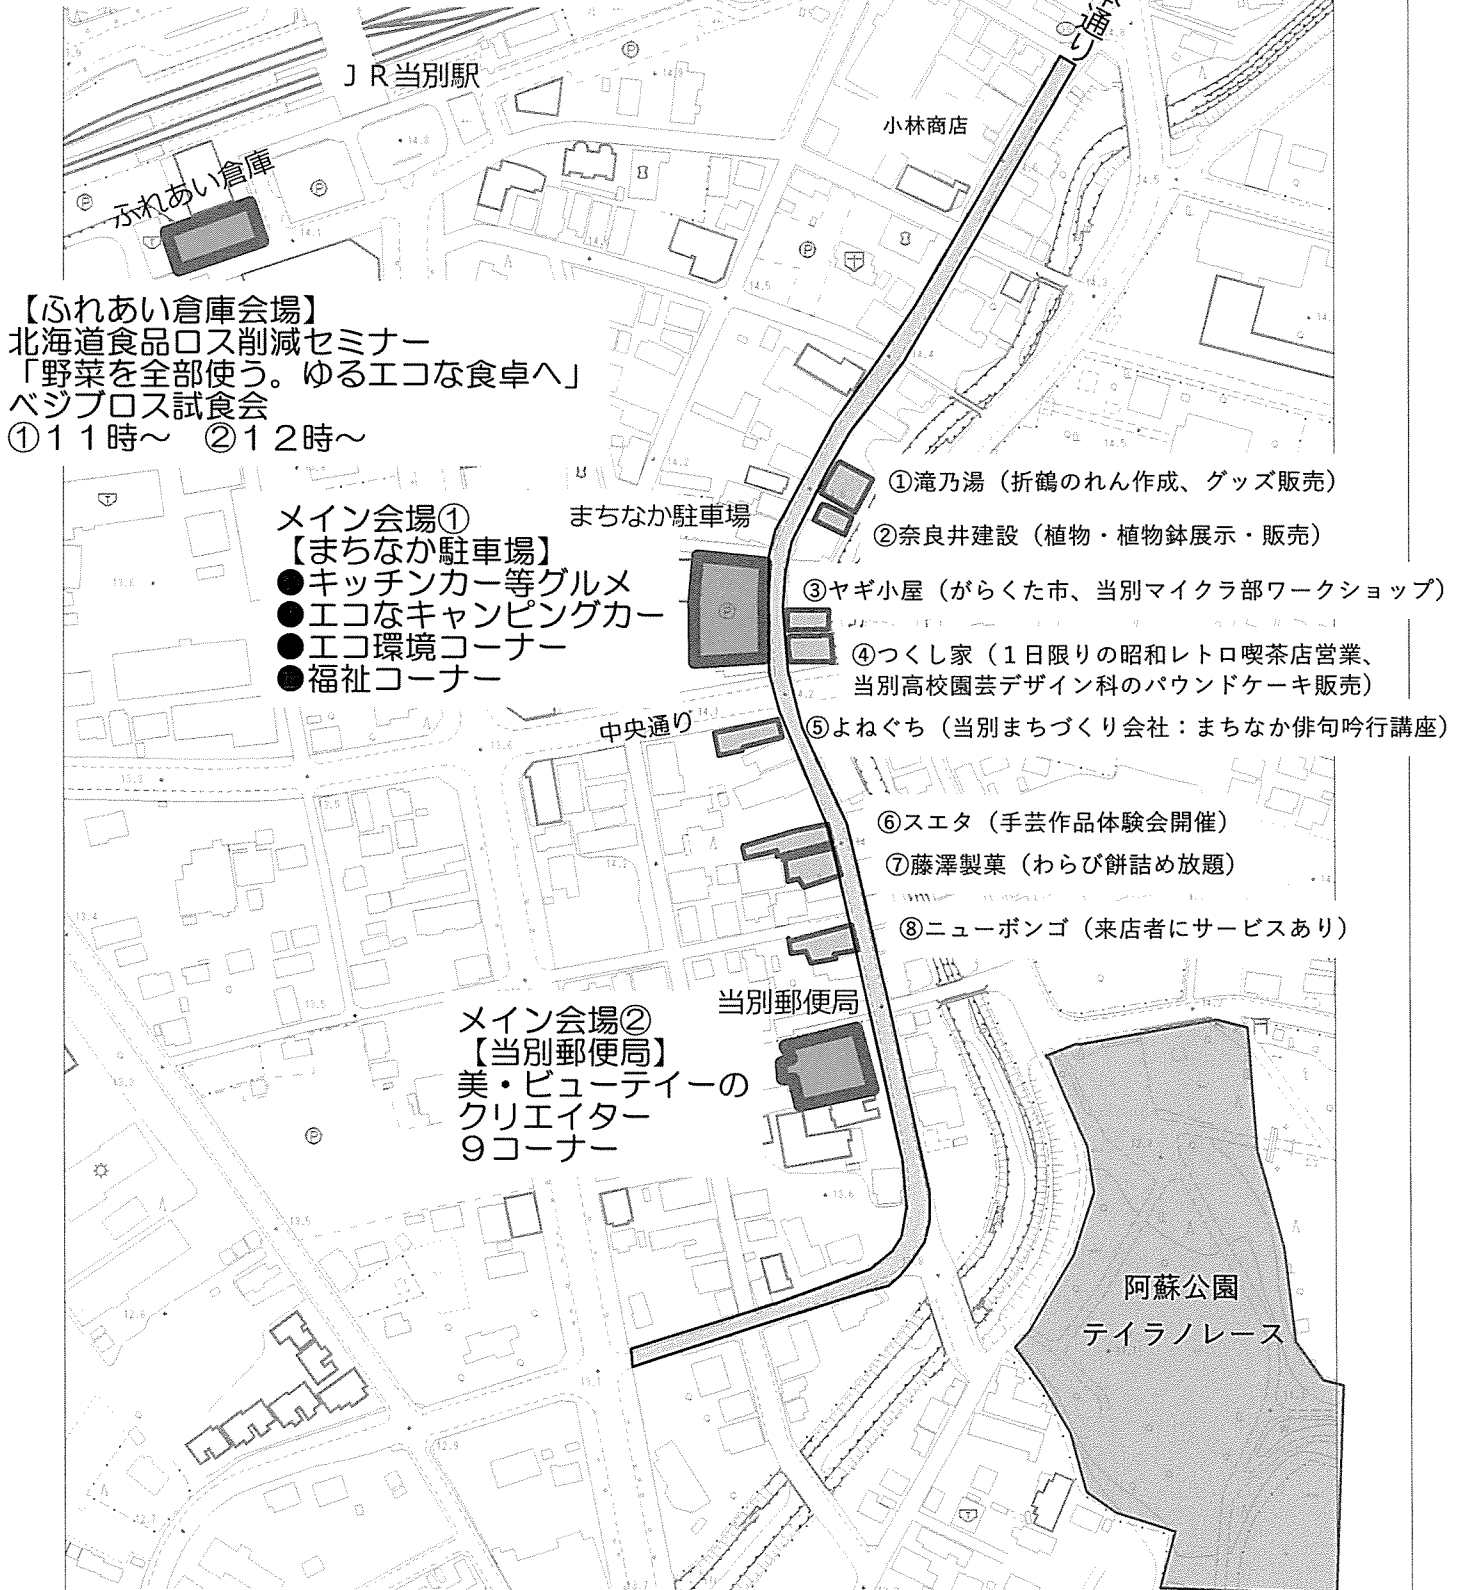 通り
ＪＲ当別駅
小林商店
ふれあい倉庫
【ふれあい倉庫会場】
北海道食品ロス削減セミナー
「野菜を全部使う。ゆるエコな食卓へ」
ベジブロス試食会
①１１時～　②１２時～
①滝乃湯（折鶴のれん作成、グッズ販売）
メイン会場①
まちなか駐車場
②奈良井建設（植物・植物鉢展示・販売）
【まちなか駐車場】
●キッチンカー等グルメ
●エコなキャンピングカー
●エコ環境コーナー
●福祉コーナー
③ヤギ小屋（がらくた市、当別マイクラ部ワークショップ）
④つくし家（１日限りの昭和レトロ喫茶店営業、
当別高校園芸デザイン科のパウンドケーキ販売）
中央通り
⑤よねぐち（当別まちづくり会社：まちなか俳句吟行講座）
⑥スエタ（手芸作品体験会開催）
⑦藤澤製菓（わらび餅詰め放題）
⑧ニューボンゴ（来店者にサービスあり）
当別郵便局
メイン会場②
【当別郵便局】
美・ビューテイーの
クリエイター
９コーナー
阿蘇公園
テイラノレース